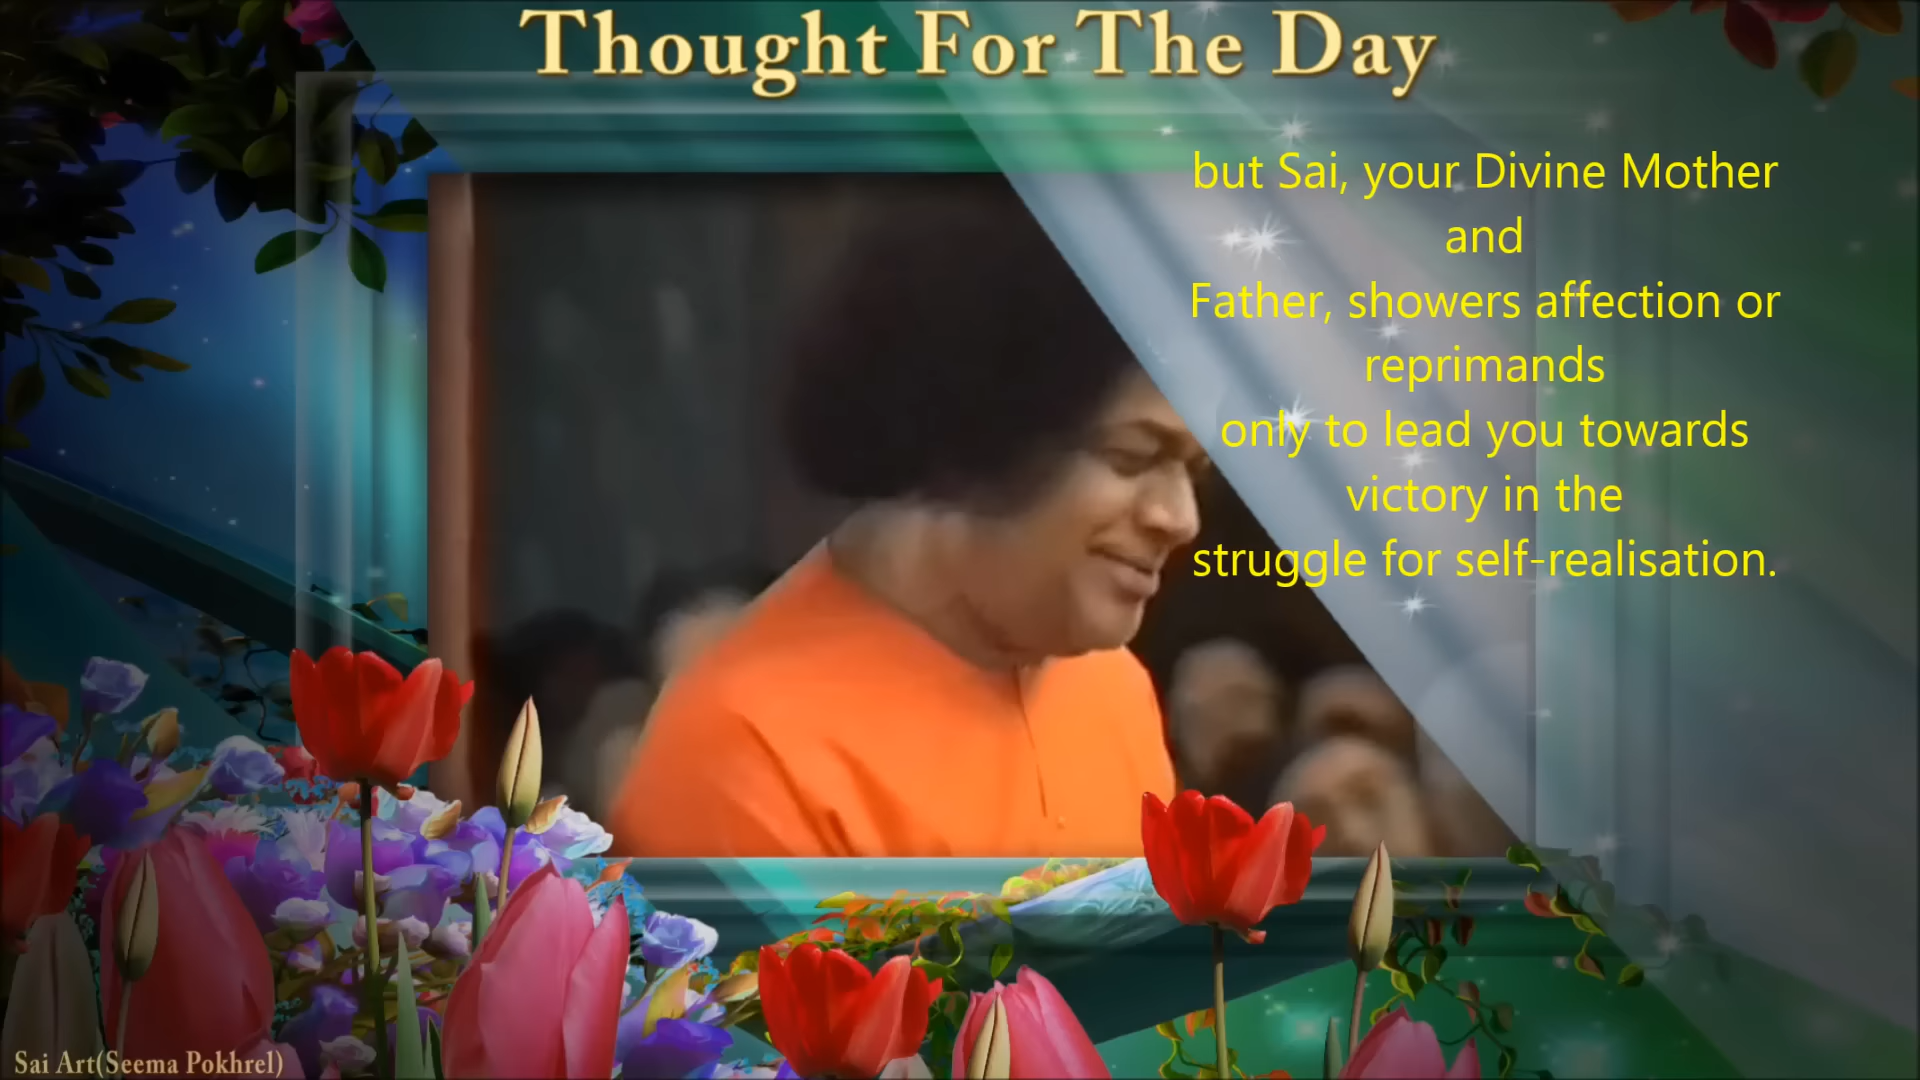 Thought For The Day
but Sai, your Divine Mother
and
Father, showers affection or
reprimands
only to lead you towards
victory in the
struggle for self-realisation.
Sai Art(Seema Pokhrel)